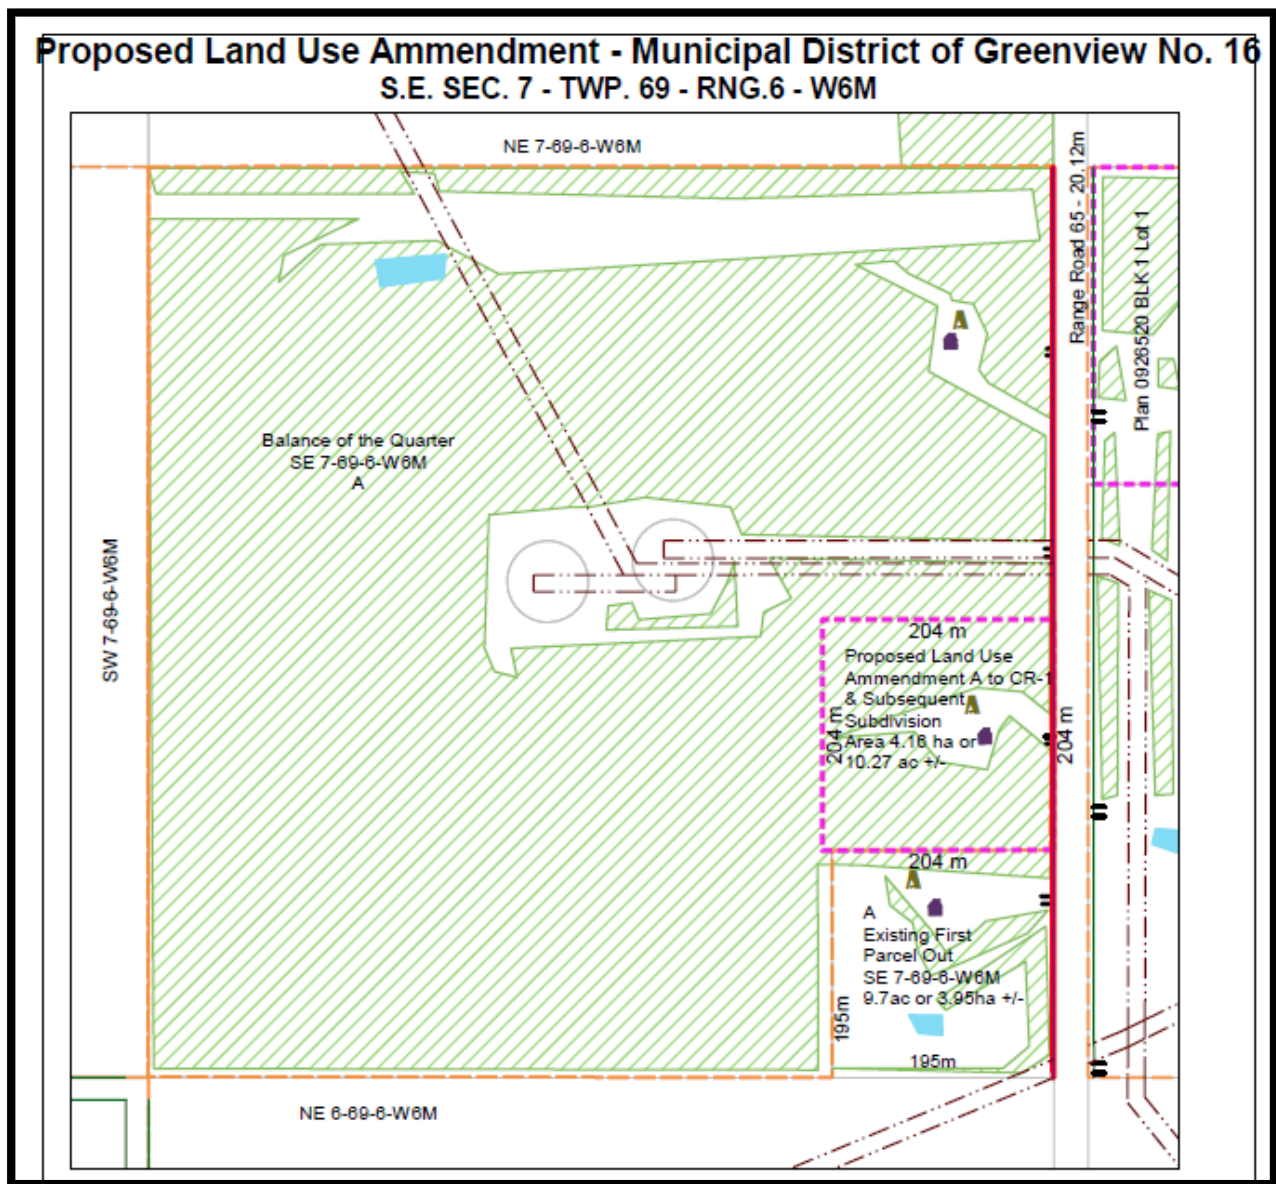 Proposed Land Use Ammendment - Municipal District of Greenview No. 16
S.E. SEC. 7 - TWP. 69 - RNG.6 - W6M
NE 7-69-6-W6M
Range Road 65 - 20.12m
Plan 0926520 BLK 1 Lot 1
A
Balance of the Quarter
SE 7-69-6-W6M
A
SW 7-69-6-W6M
204 m
Proposed Land Use
Ammendment A to CR-1
& Subsequent
Subdivision
Area 4.16 ha or
10.27 ac +/-
A
204 m
204 m
204 m
A
A
Existing First
Parcel Out
SE 7-69-6-W6M
9.7ac or 3.95ha +/-
195m
195m
NE 6-69-6-W6M